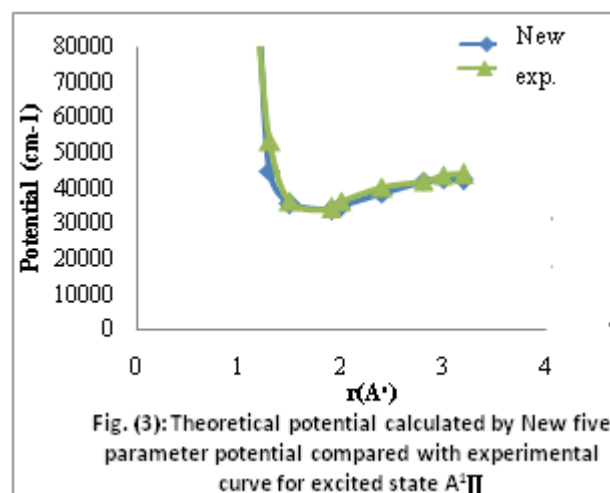 80000
70000
60000
50000
40000
30000
20000
10000
0
Potential (cm-1)
New
exp.
0 1 2 3 4
r(A°)
Fig. (3): Theoretical potential calculated by New five
parameter potential compared with experimental
curve for excited state A¹Π